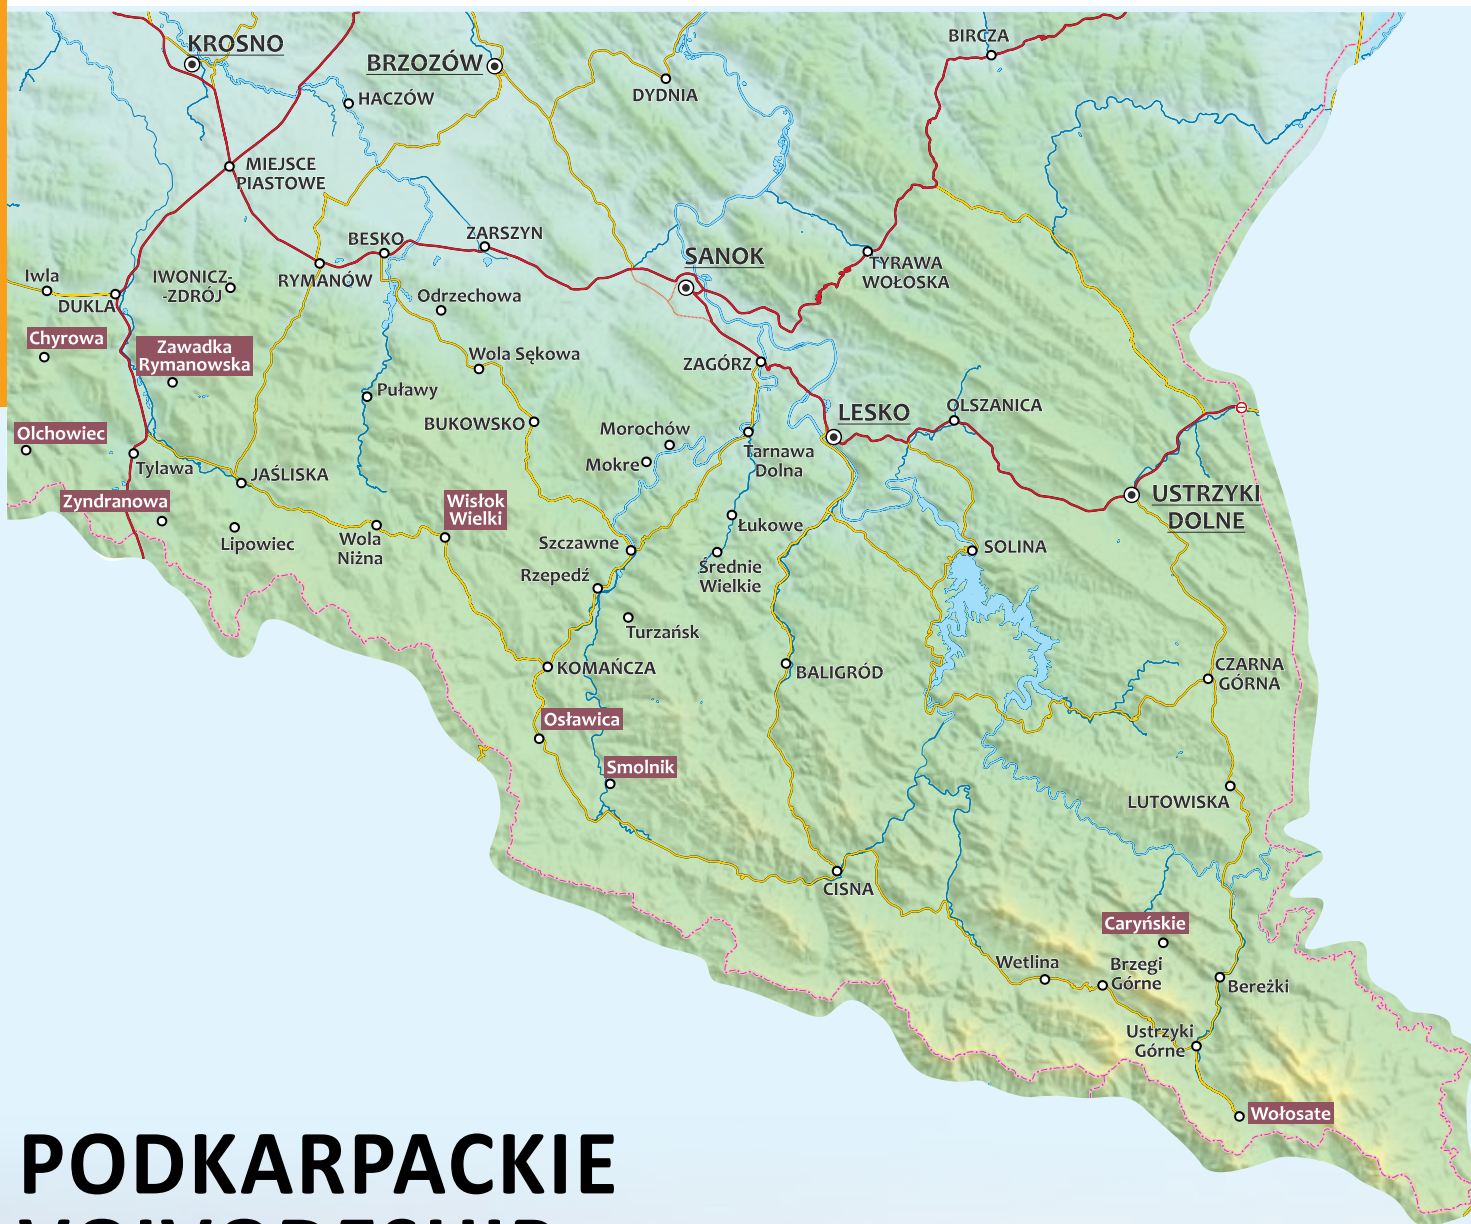 KROSNO
BRZOZÓW
BIRCZA
HACZÓW
DYDNIA
MIEJSCE
PIASTOWE
BESKO
ZARSZYN
SANOK
TYRAWA
WOŁOSKA
Iwla
IWONICZ-
-ZDRÓJ
RYMANÓW
DUKLA
Odrzechowa
Chyrowa
Zawadka
Rymanowska
Wola Sękowa
ZAGÓRZ
Puławy
BUKOWSKO
LESKO
OLSZANICA
Olchowiec
Morochów
Mokre
Tarnawa
Dolna
Tylawa
JAŚLISKA
Zyndranowa
Wisłok
Wielki
USTRZYKI
DOLNE
Lipowiec
Wola
Niżna
Szczawne
Łukowe
SOLINA
Rzepedź
Średnie
Wielkie
Turzańsk
KOMAŃCZA
BALIGRÓD
CZARNA
GÓRNA
Osławica
Smolnik
LUTOWISKA
CISNA
Caryńskie
Wetlina
Brzegi
Górne
Bereżki
Ustrzyki
Górne
Wołosate
PODKARPACKIE